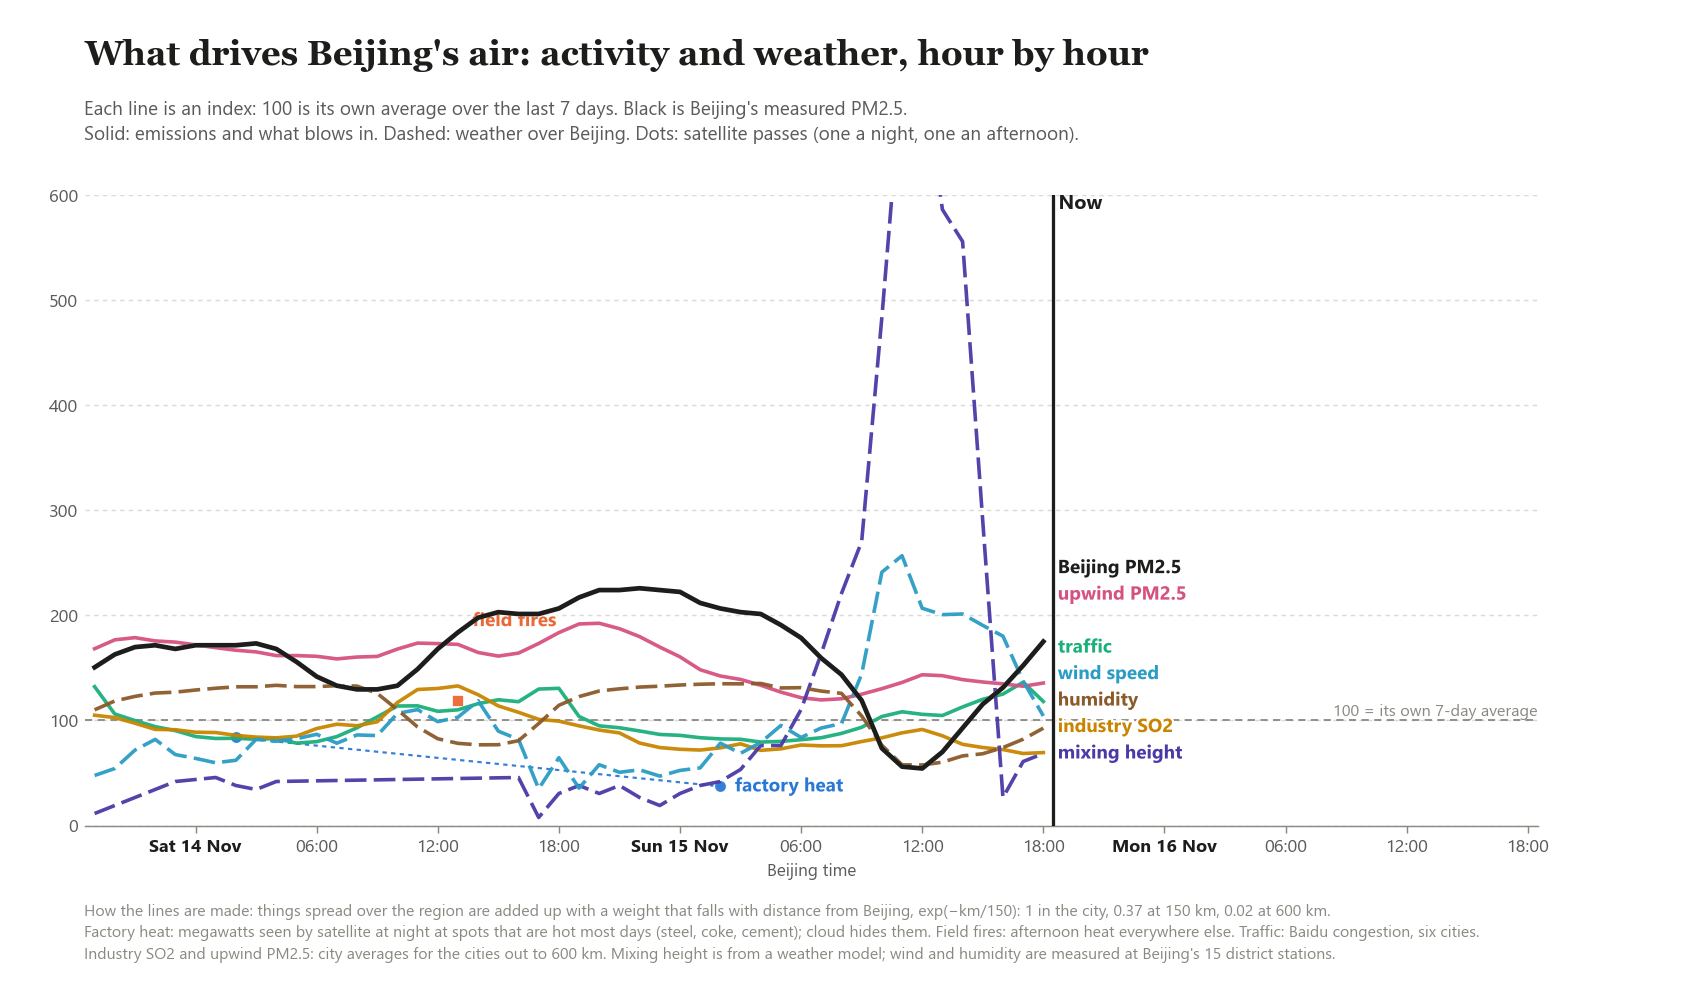 What drives Beijing's air: activity and weather, hour by hour
Each line is an index: 100 is its own average over the last 7 days. Black is Beijing's measured PM2.5.
Solid: emissions and what blows in. Dashed: weather over Beijing. Dots: satellite passes (one a night, one an afternoon).
600
Now
500
400
300
Beijing PM2.5
upwind PM2.5
200
field fires
traffic
wind speed
humidity
100 = its own 7-day average
100
industry SO2
mixing height
factory heat
0
Sat 14 Nov 06:00 12:00 18:00 Sun 15 Nov 06:00 12:00 18:00 Mon 16 Nov 06:00 12:00 18:00
Beijing time
How the lines are made: things spread over the region are added up with a weight that falls with distance from Beijing, exp(−km/150): 1 in the city, 0.37 at 150 km, 0.02 at 600 km.
Factory heat: megawatts seen by satellite at night at spots that are hot most days (steel, coke, cement); cloud hides them. Field fires: afternoon heat everywhere else. Traffic: Baidu congestion, six cities.
Industry SO2 and upwind PM2.5: city averages for the cities out to 600 km. Mixing height is from a weather model; wind and humidity are measured at Beijing's 15 district stations.